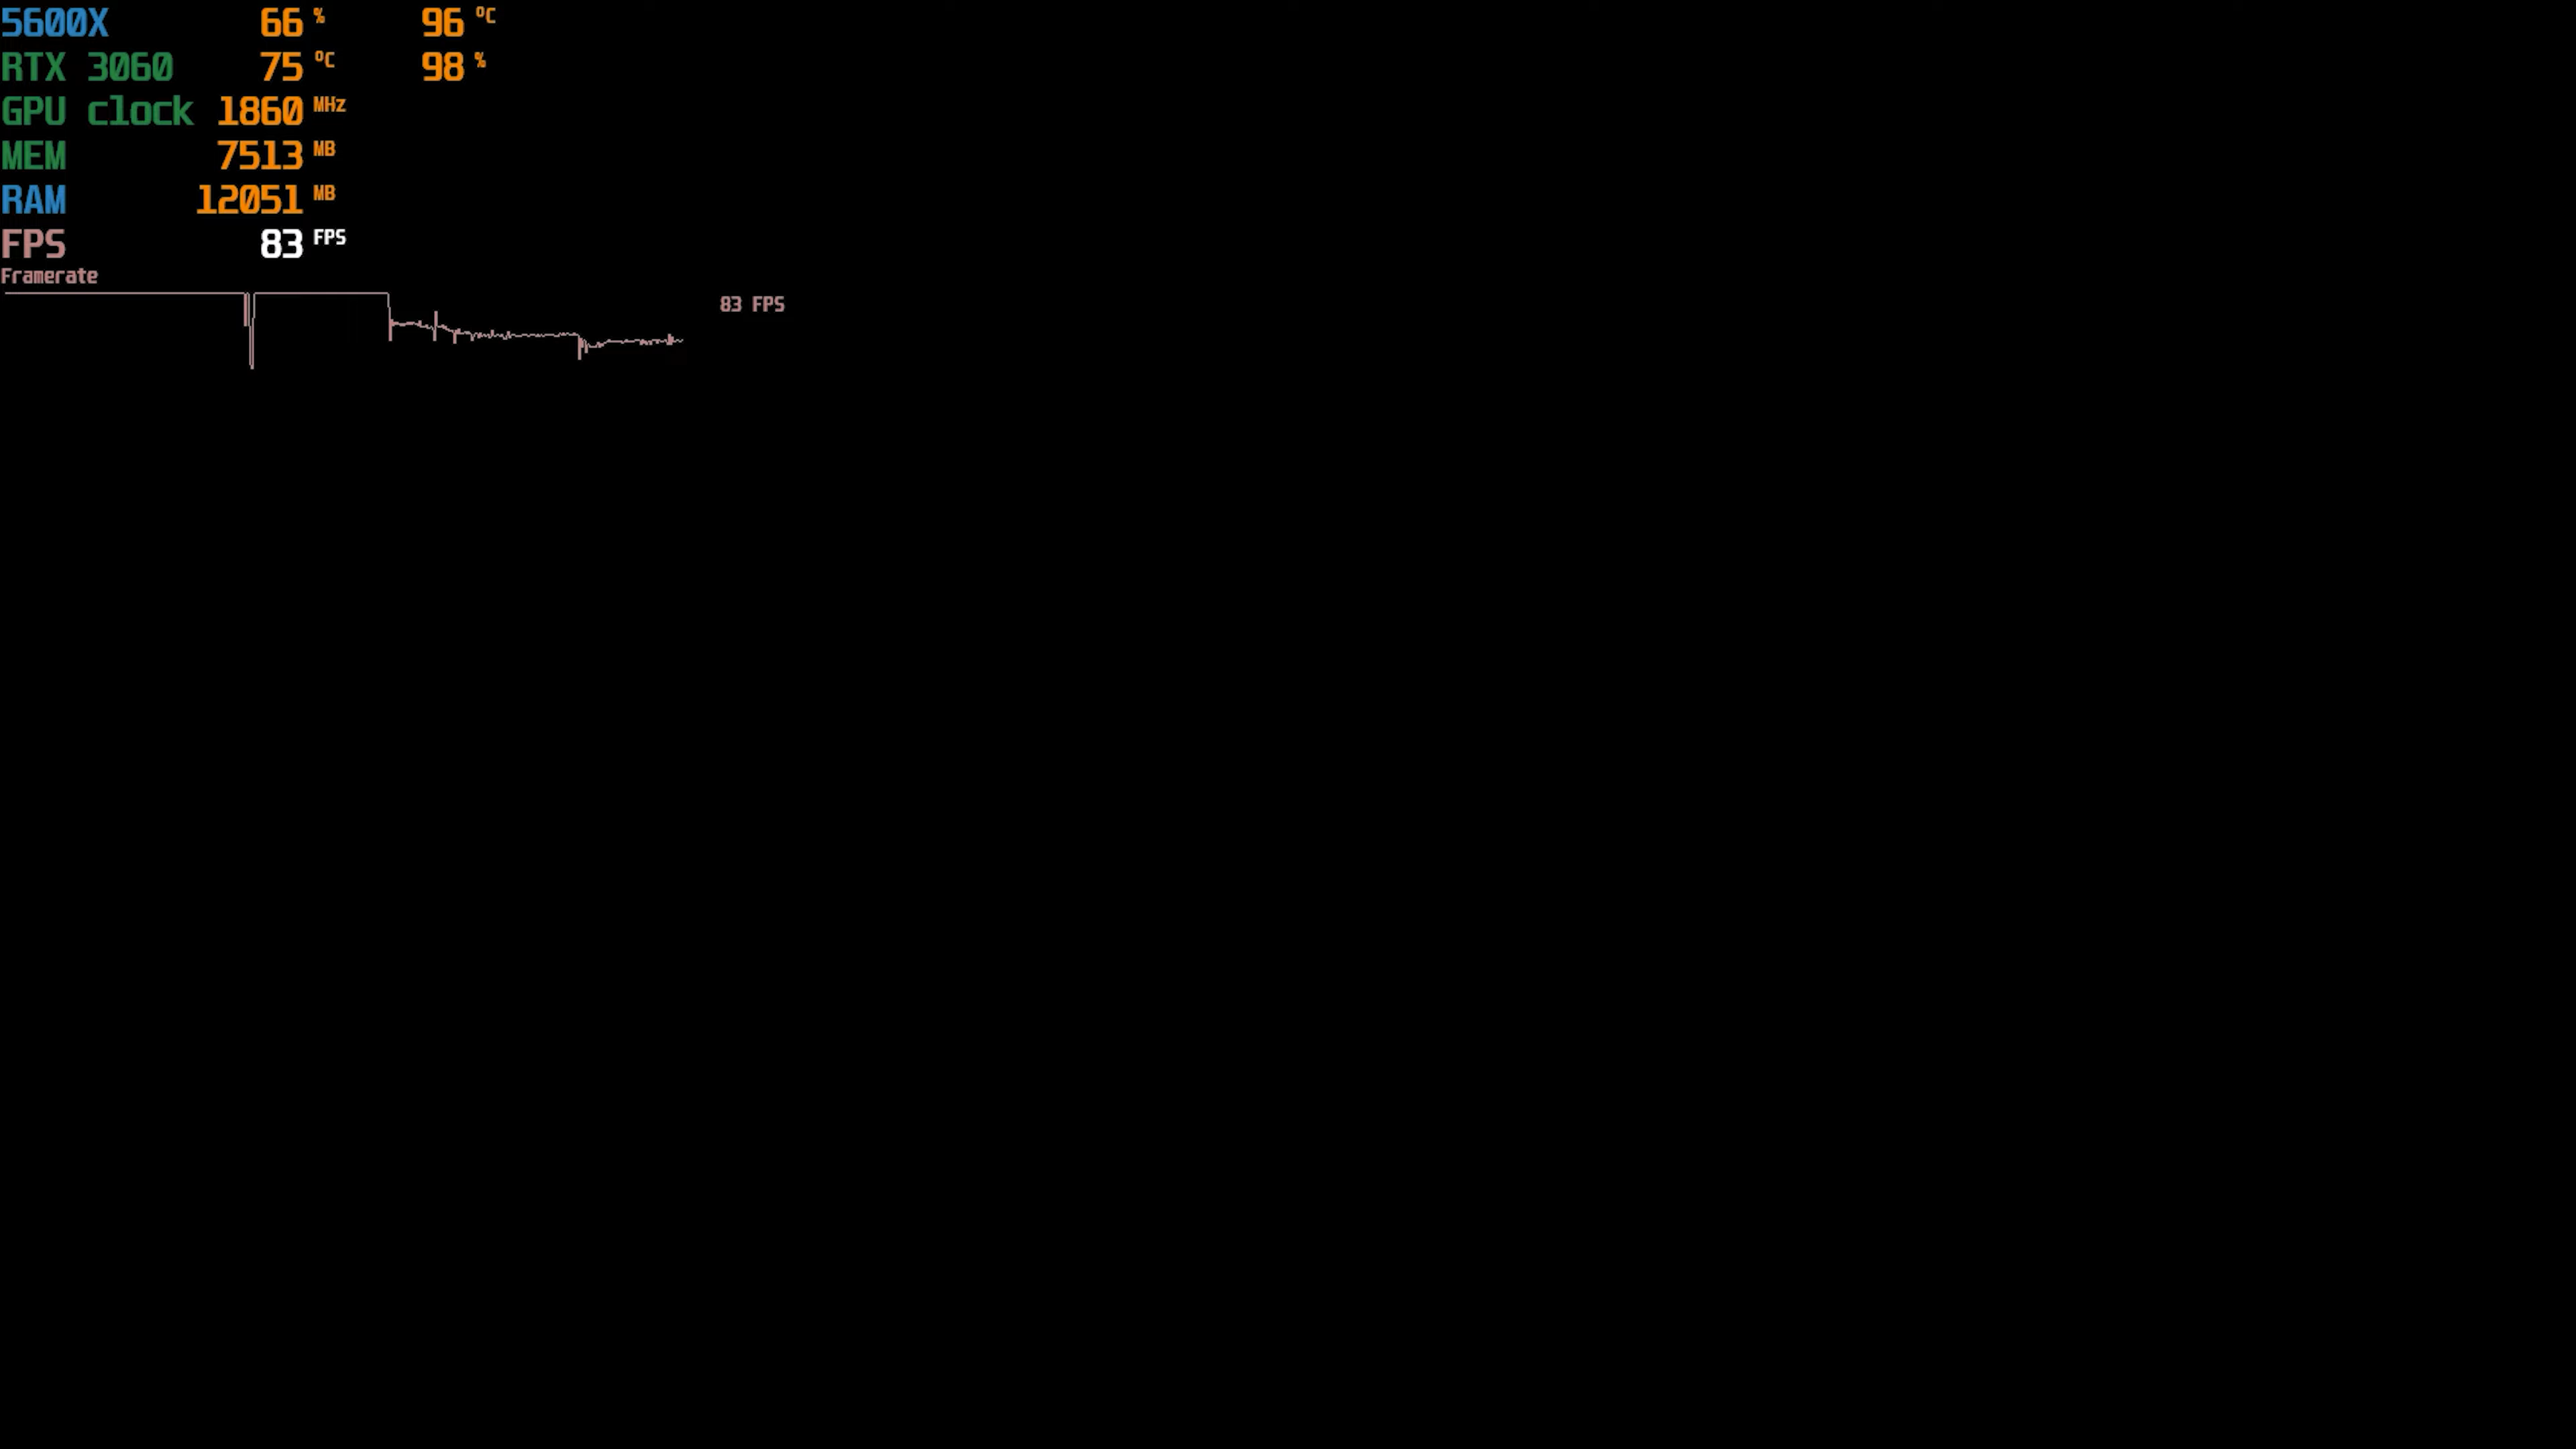 5600X 66 % 96 °C
RTX 3060 75 °C 98 %
GPU clock 1860 MHz
MEM 7513 MB
RAM 12051 MB
FPS 83 FPS
Framerate
83 FPS